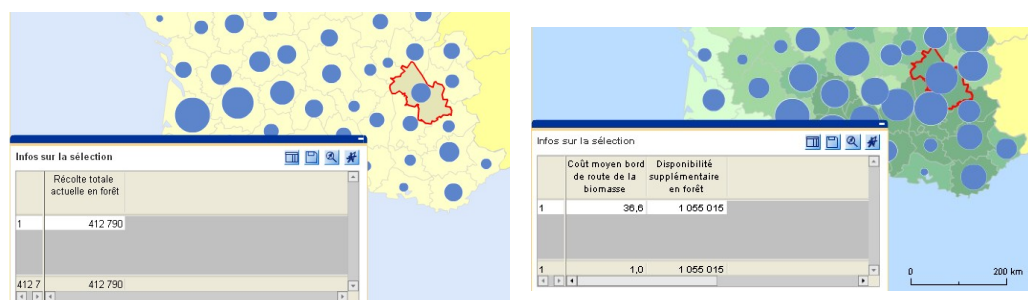 Infos sur la sélection
Récolte totale
actuelle en forêt
1 412 790
412 7 412 790
Infos sur la sélection
Coût moyen bord
de route de la
biomasse
Disponibilité
supplémentaire
en forêt
1 36,6 1 055 015
1 1,0 1 055 015
0 200 km